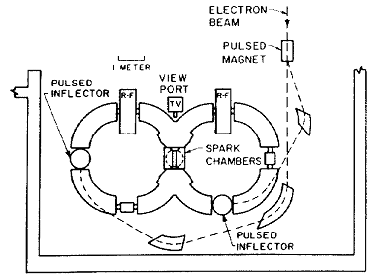 ELECTRON
BEAM
PULSED
MAGNET
1 METER
VIEW
PORT
PULSED
INFLECTOR
R-F
TV
R-F
SPARK
CHAMBERS
PULSED
INFLECTOR